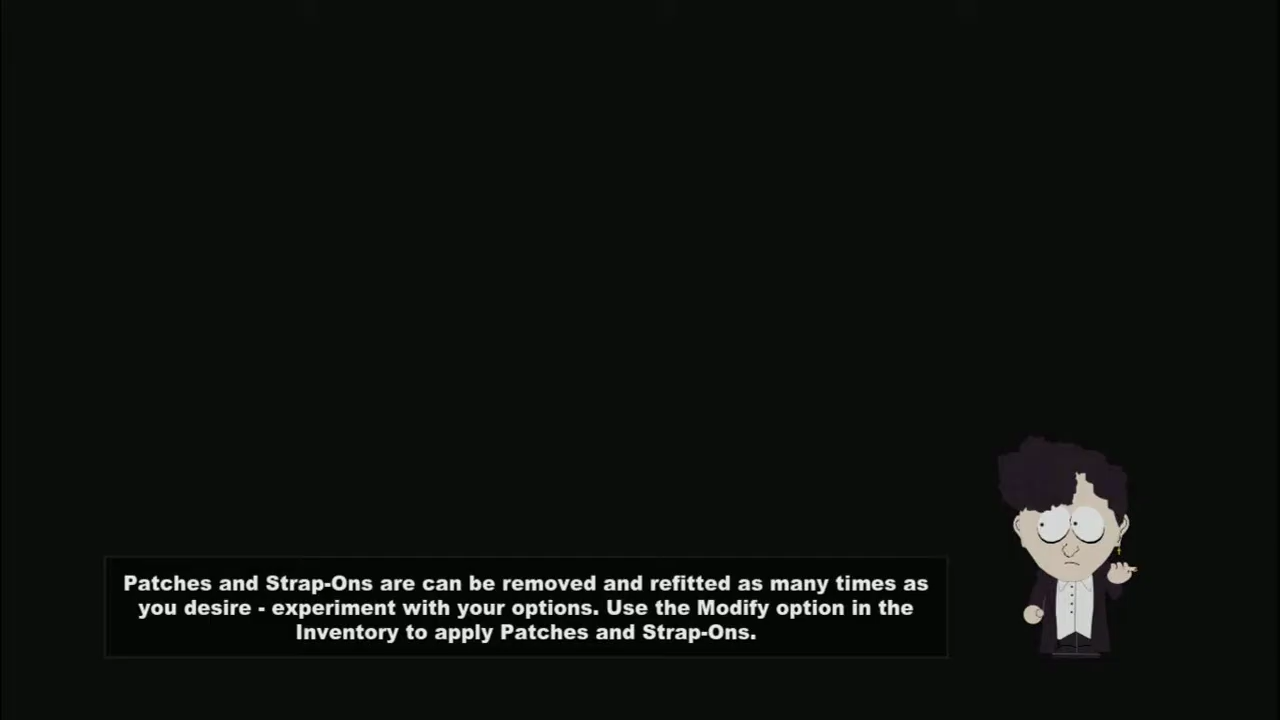 Patches and Strap-Ons are can be removed and refitted as many times as
you desire - experiment with your options. Use the Modify option in the
Inventory to apply Patches and Strap-Ons.